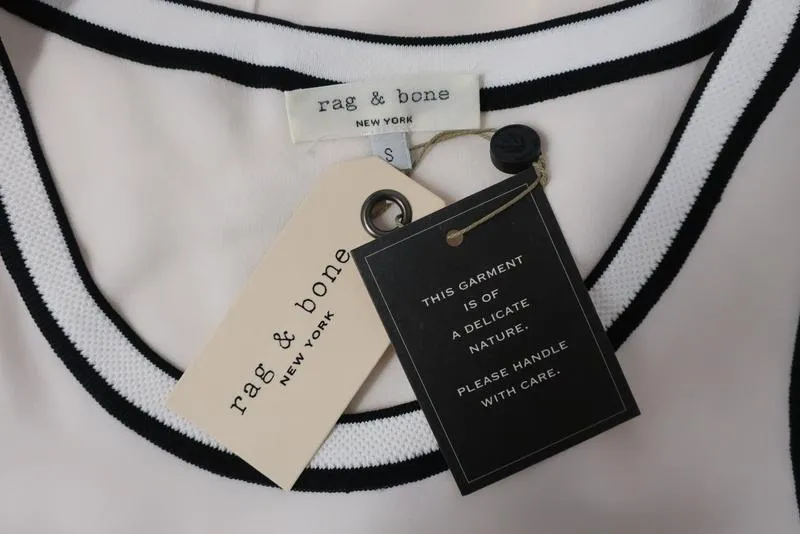 rag & bone
NEW YORK
S
rag & bone
NEW YORK
THIS GARMENT
IS OF
A DELICATE
NATURE.
PLEASE HANDLE
WITH CARE.